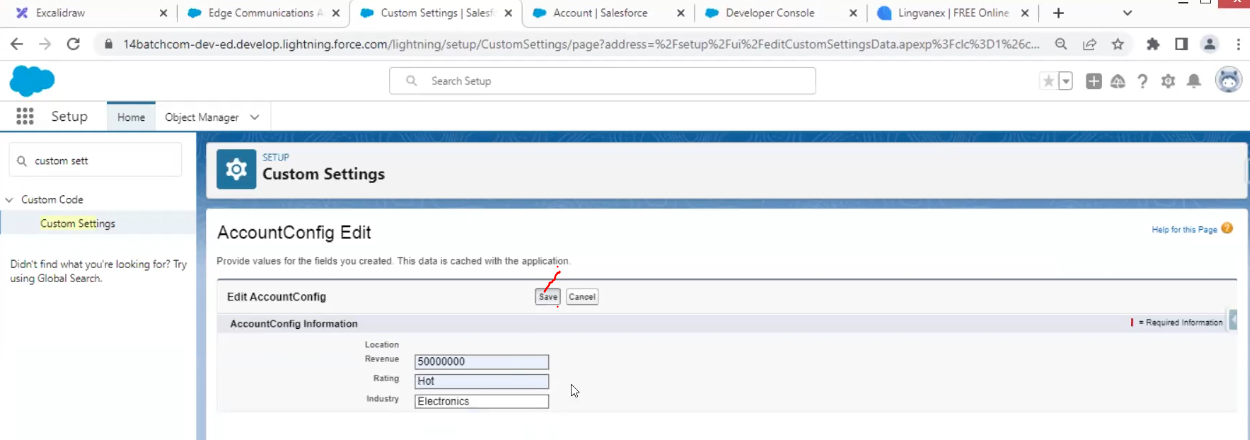 Excalidraw
Edge Communications A
Custom Settings | Salesf
Account | Salesforce
Developer Console
Lingvanex | FREE Online
14batchcom-dev-ed.develop.lightning.force.com/lightning/setup/CustomSettings/page?address=%2Fsetup%2Fui%2FeditCustomSettingsData.apexp%3Fclc%3D1%26c...
Search Setup
Setup
Home
Object Manager
custom sett
SETUP
Custom Settings
Custom Code
Custom Settings
Didn't find what you're looking for? Try
using Global Search.
AccountConfig Edit
Help for this Page
Provide values for the fields you created. This data is cached with the application.
Edit AccountConfig
Save
Cancel
AccountConfig Information
= Required Information
Location
Revenue 50000000
Rating Hot
Industry Electronics